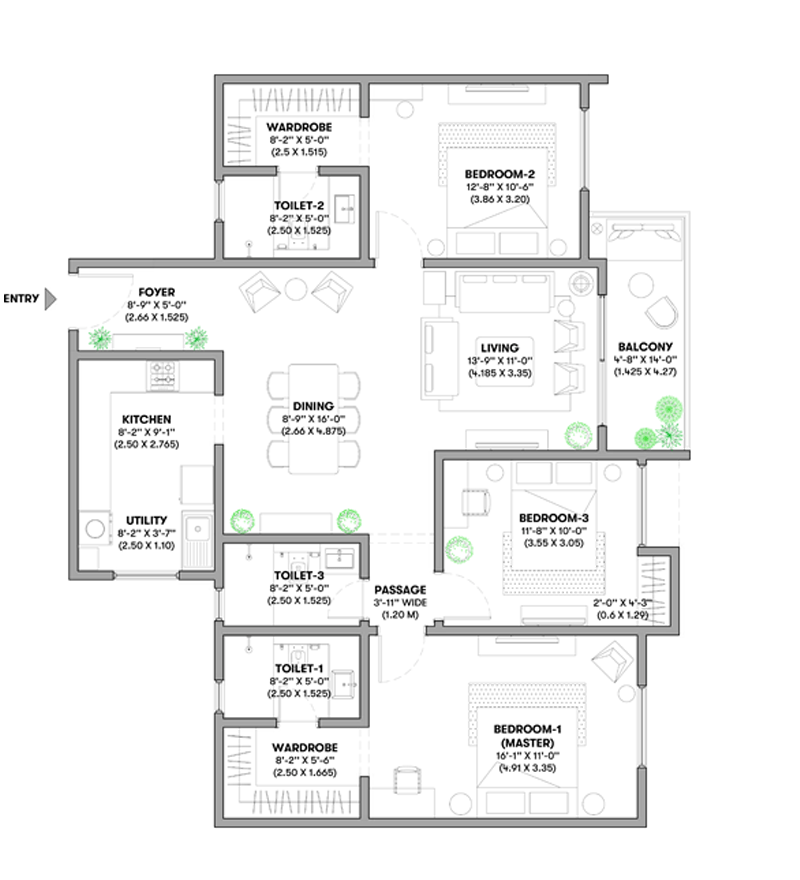 WARDROBE
8'-2" X 5'-0"
(2.5 X 1.515)
BEDROOM-2
12'-8" X 10'-6"
(3.86 X 3.20)
TOILET-2
8'-2" X 5'-0"
(2.50 X 1.525)
ENTRY
FOYER
8'-9" X 5'-0"
(2.66 X 1.525)
LIVING
13'-9" X 11'-0"
(4.185 X 3.35)
BALCONY
4'-8" X 14'-0"
(1.425 X 4.27)
DINING
8'-9" X 16'-0"
(2.66 X 4.875)
KITCHEN
8'-2" X 9'-1"
(2.50 X 2.765)
UTILITY
8'-2" X 3'-7"
(2.50 X 1.10)
BEDROOM-3
11'-8" X 10'-0"
(3.55 X 3.05)
TOILET-3
8'-2" X 5'-0"
(2.50 X 1.525)
PASSAGE
3'-11" WIDE
(1.20 M)
2'-0" X 4'-3"
(0.6 X 1.29)
TOILET-1
8'-2" X 5'-0"
(2.50 X 1.525)
BEDROOM-1
(MASTER)
16'-1" X 11'-0"
(4.91 X 3.35)
WARDROBE
8'-2" X 5'-6"
(2.50 X 1.665)